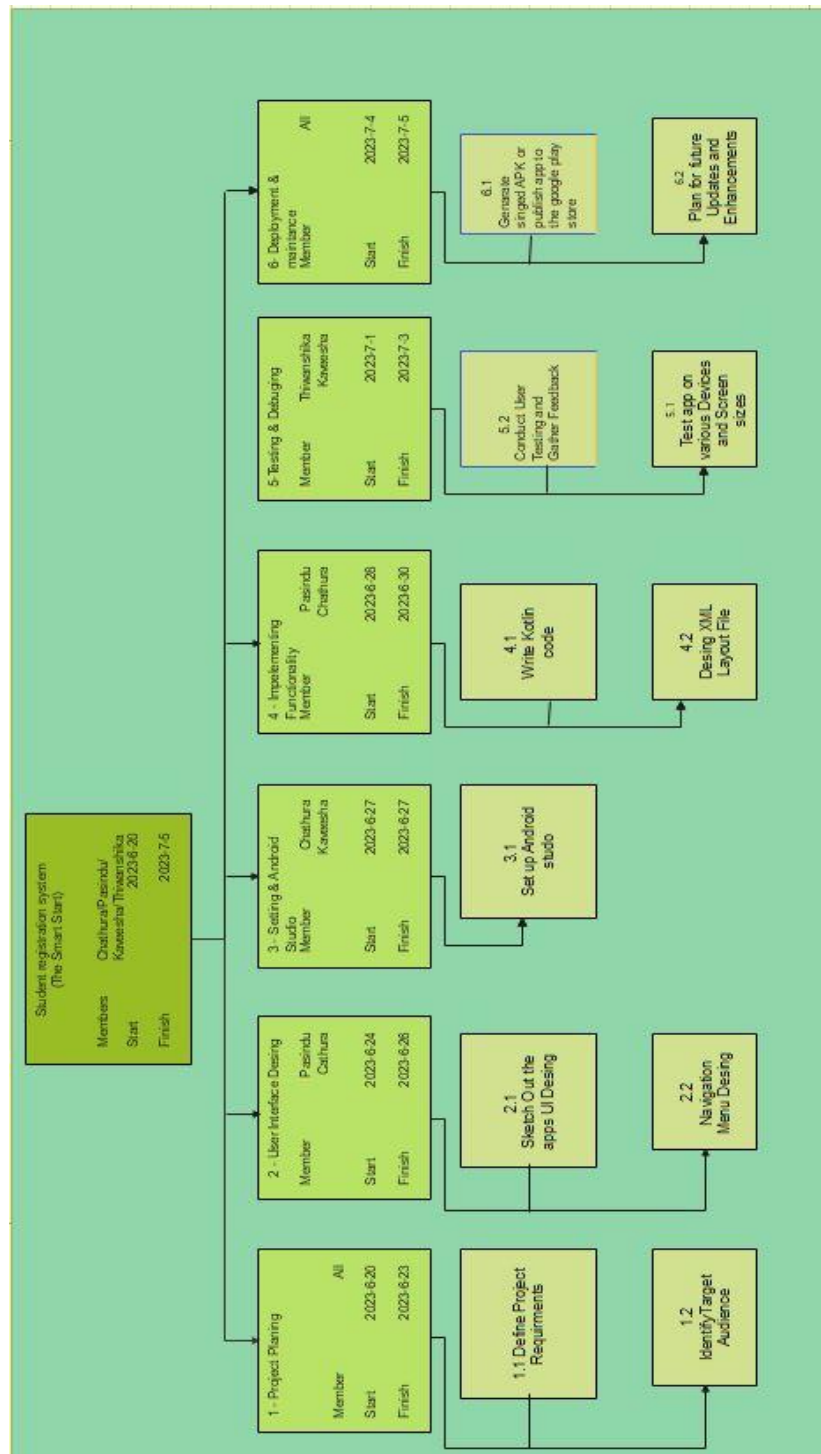 Student registration system
(The Smart Start)
Members Chathura/Pasindu/
Kaveesha/Thiwanshika
Start 2023-6-20
Finish 2023-7-5
1 - Project Planing
Member All
Start 2023-6-20
Finish 2023-6-23
2 - User Interface Desing
Member Pasindu
Cathura
Start 2023-6-24
Finish 2023-6-26
3 - Setting & Android
Studio
Member Chathura
Kaveesha
Start 2023-6-27
Finish 2023-6-27
4 - Impelementing
Functionality
Member Pasindu
Chathura
Start 2023-6-28
Finish 2023-6-30
5-Testing & Debuging
Member Thiwanshika
Kaveesha
Start 2023-7-1
Finish 2023-7-3
6- Deployment &
maintance
Member All
Start 2023-7-4
Finish 2023-7-5
1.1 Define Project
Requirments
1.2
Identify Target
Audience
2.1
Sketch Out the
apps UI Desing
2.2
Navigation
Menu Desing
3.1
Set up Android
studo
4.1
Write Kotlin
code
4.2
Desing XML
Layout File
5.2
Conduct User
Testing and
Gather Feedback
5.1
Test app on
various Devices
and Screen
sizes
6.1
Genarate
singed APK or
publish app to
the google play
store
6.2
Plan for future
Updates and
Enhancements